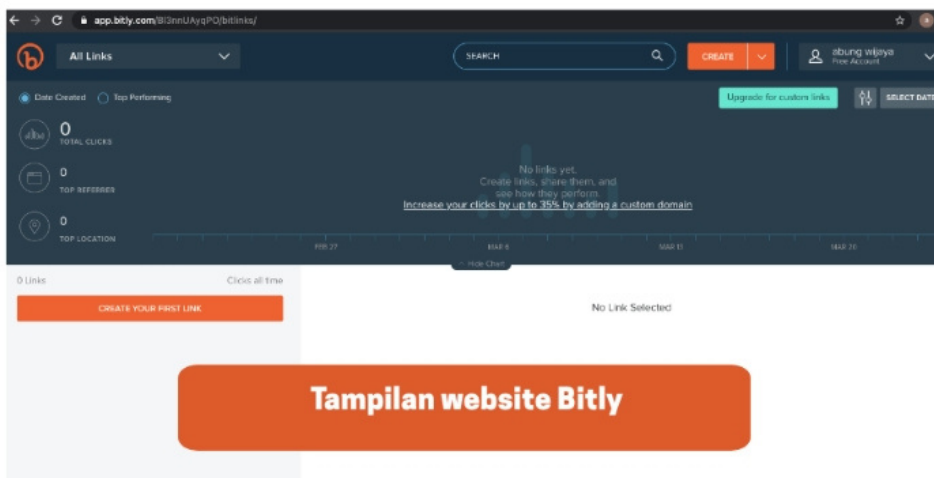 app.bitly.com/Bl3nnUAyqPO/bitlinks/
All Links
SEARCH
CREATE
abung wijaya
Free Account
Date Created
Top Performing
Upgrade for custom links
SELECT DATE
0
TOTAL CLICKS
0
TOP REFERRER
0
TOP LOCATION
No links yet.
Create links, share them, and
see how they perform.
Increase your clicks by up to 35% by adding a custom domain
FEB 27
MAR 6
MAR 13
MAR 20
Hide Chart
0 Links
Clicks all time
CREATE YOUR FIRST LINK
No Link Selected
Tampilan website Bitly